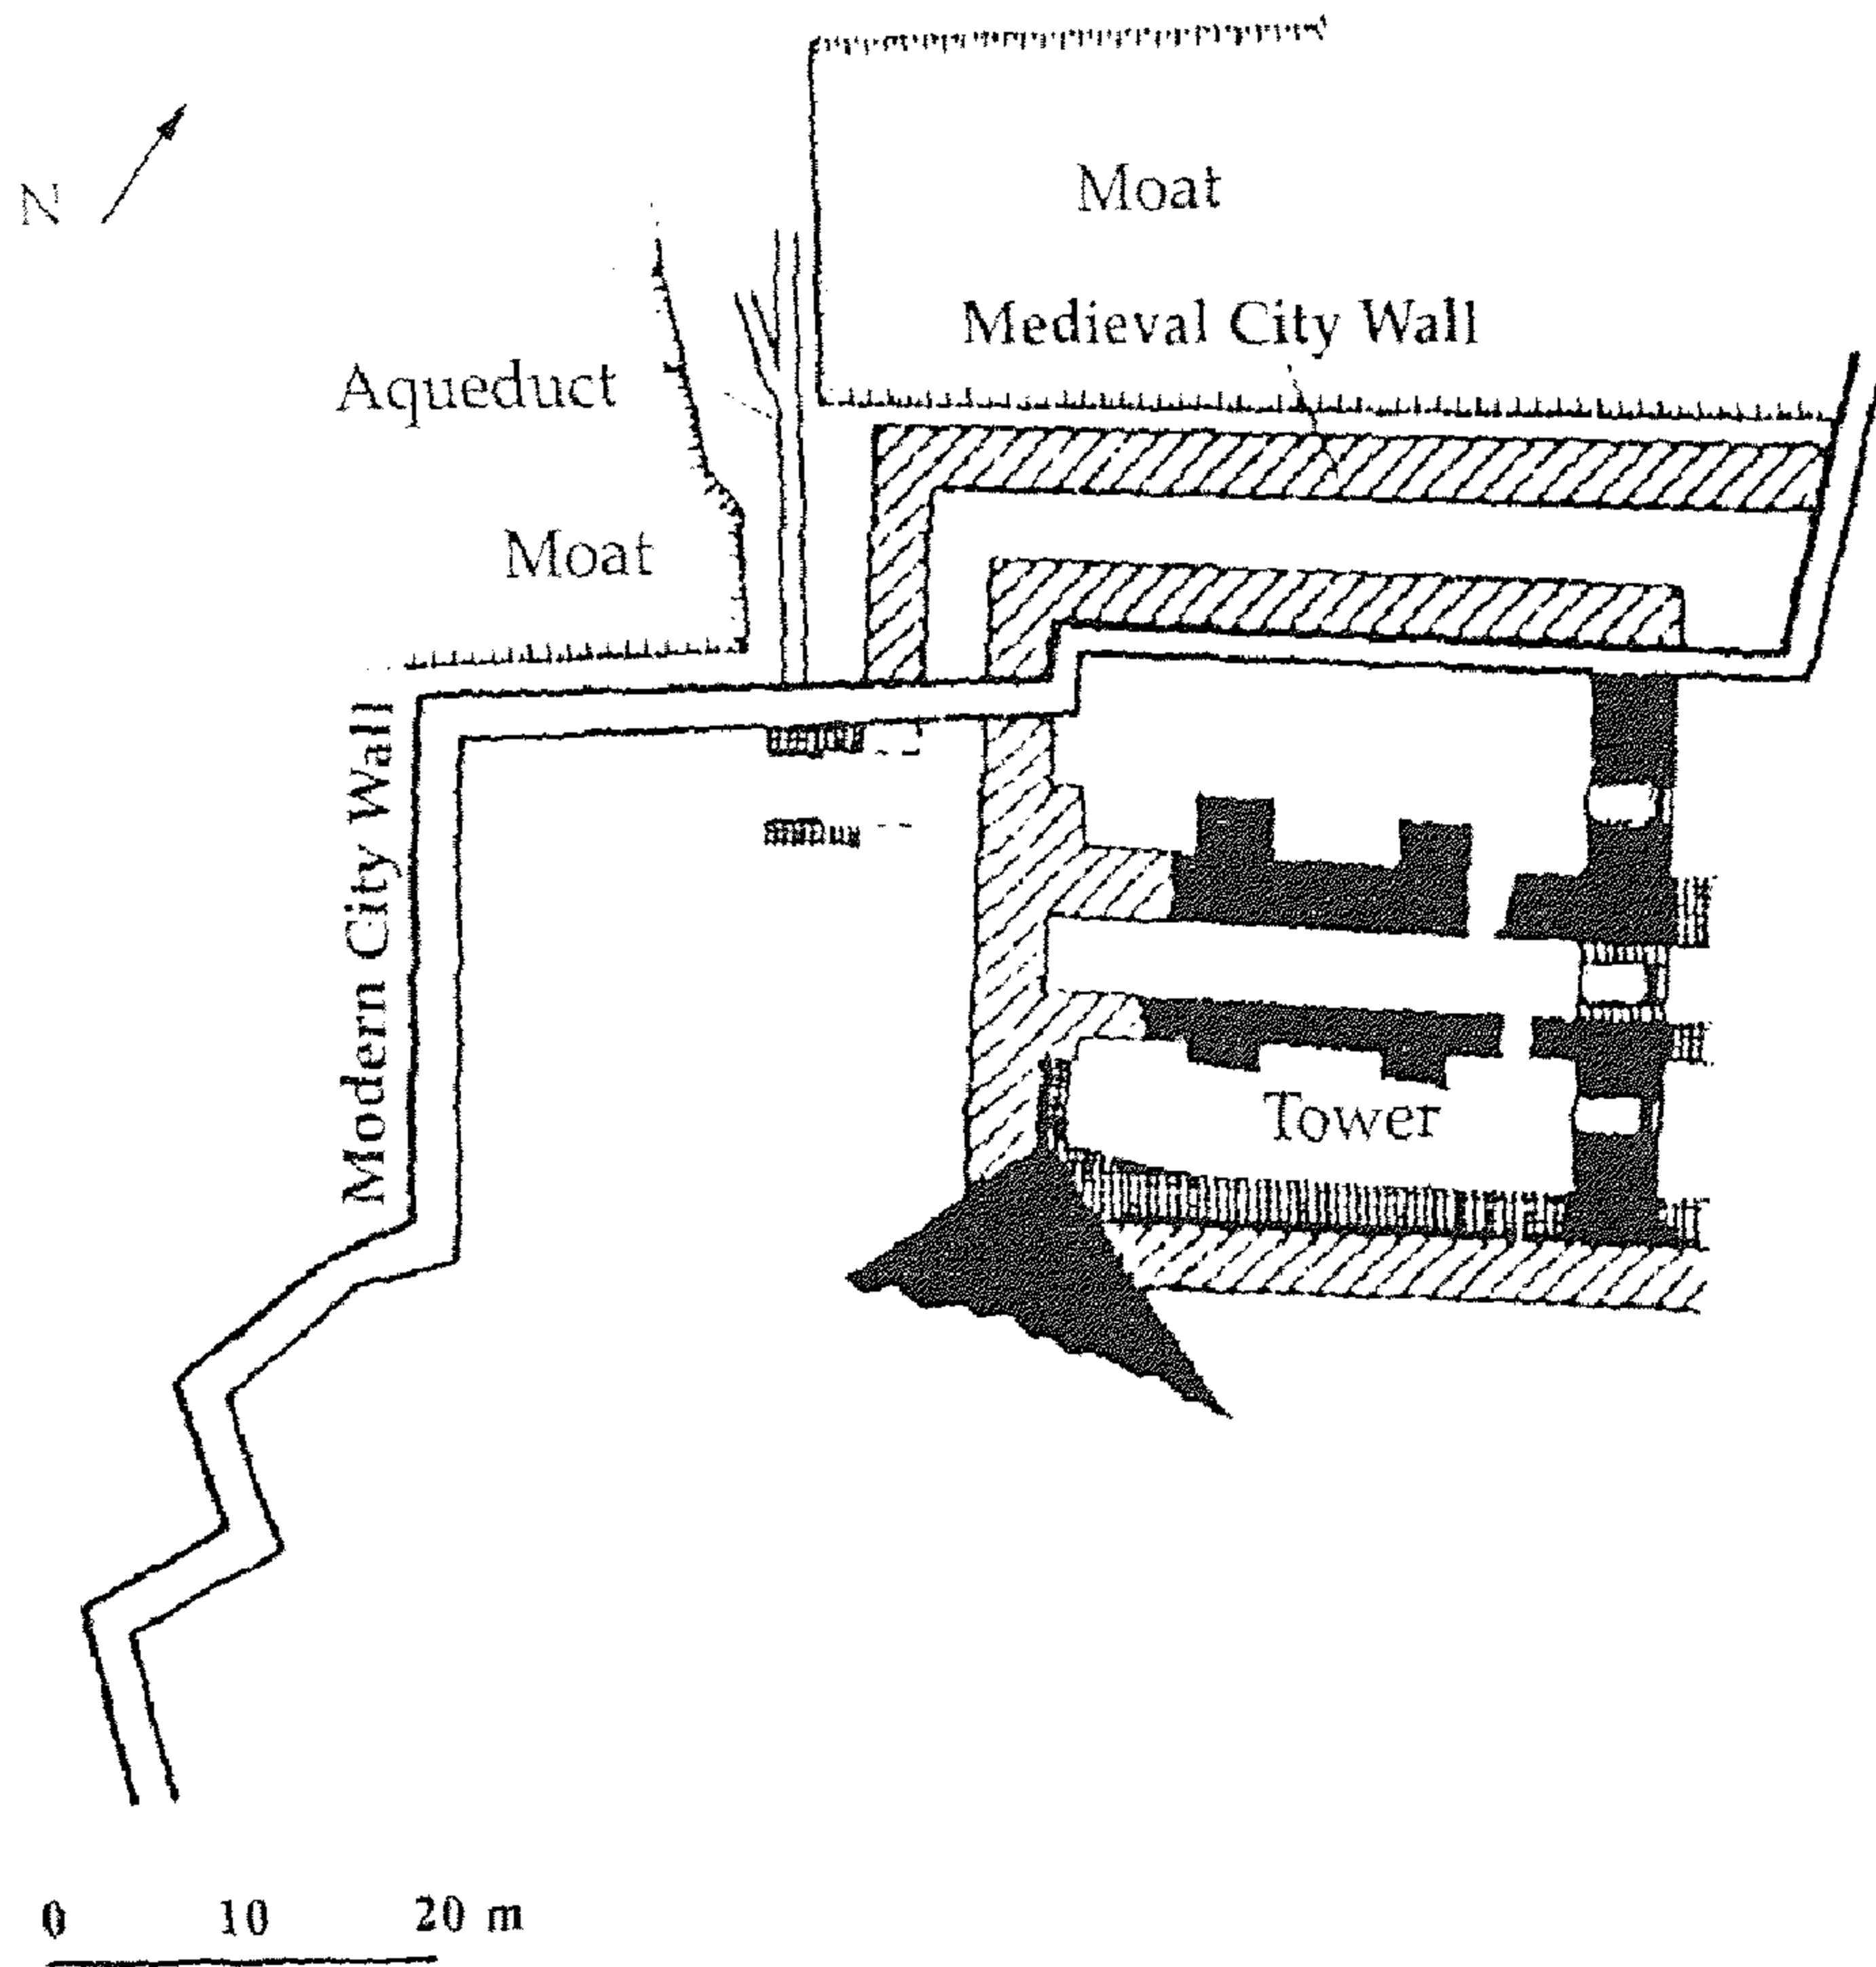 N
Moat
Medieval City Wall
Aqueduct
Moat
Modern City Wall
Tower
0 10 20 m